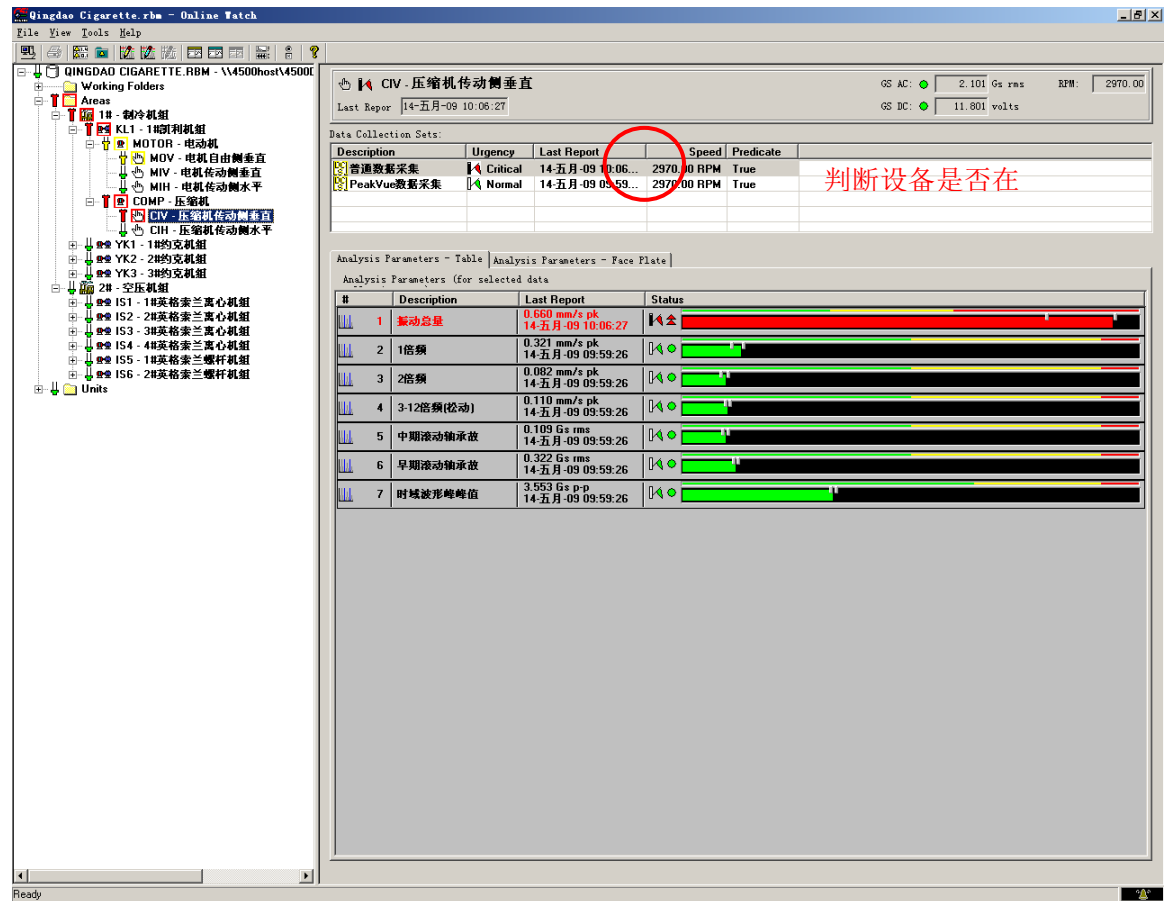 Qingdao Cigarette.rbm - Online Watch
File View Tools Help
QINGDAO CIGARETTE.RBM - \\4500host\4500
Working Folders
Areas
1# - 制冷机组
KL1 - 1#凯利机组
MOTOR - 电动机
MOV - 电机自由侧垂直
MIV - 电机传动侧垂直
MIH - 电机传动侧水平
COMP - 压缩机
CIV - 压缩机传动侧垂直
CIH - 压缩机传动侧水平
YK1 - 1#约克机组
YK2 - 2#约克机组
YK3 - 3#约克机组
2# - 空压机组
IS1 - 1#英格索兰离心机组
IS2 - 2#英格索兰离心机组
IS3 - 3#英格索兰离心机组
IS4 - 4#英格索兰离心机组
IS5 - 1#英格索兰螺杆机组
IS6 - 2#英格索兰螺杆机组
Units
CIV - 压缩机传动侧垂直
GS AC: 2.101 Gs rms RPM: 2970.00
Last Repor 14-五月-09 10:06:27
GS DC: 11.801 volts
Data Collection Sets:
Description Urgency Last Report Speed Predicate
普通数据采集 Critical 14-五月-09 10:06... 2970.00 RPM True
PeakVue数据采集 Normal 14-五月-09 09:59... 2970.00 RPM True
判断设备是否在
Analysis Parameters - Table Analysis Parameters - Face Plate
Analysis Parameters (for selected data
# Description Last Report Status
1 振动总量 0.660 mm/s pk
14-五月-09 10:06:27
2 1倍频 0.321 mm/s pk
14-五月-09 09:59:26
3 2倍频 0.082 mm/s pk
14-五月-09 09:59:26
4 3-12倍频(松动) 0.110 mm/s pk
14-五月-09 09:59:26
5 中期滚动轴承故 0.109 Gs rms
14-五月-09 09:59:26
6 早期滚动轴承故 0.322 Gs rms
14-五月-09 09:59:26
7 时域波形峰峰值 3.553 Gs p-p
14-五月-09 09:59:26
Ready